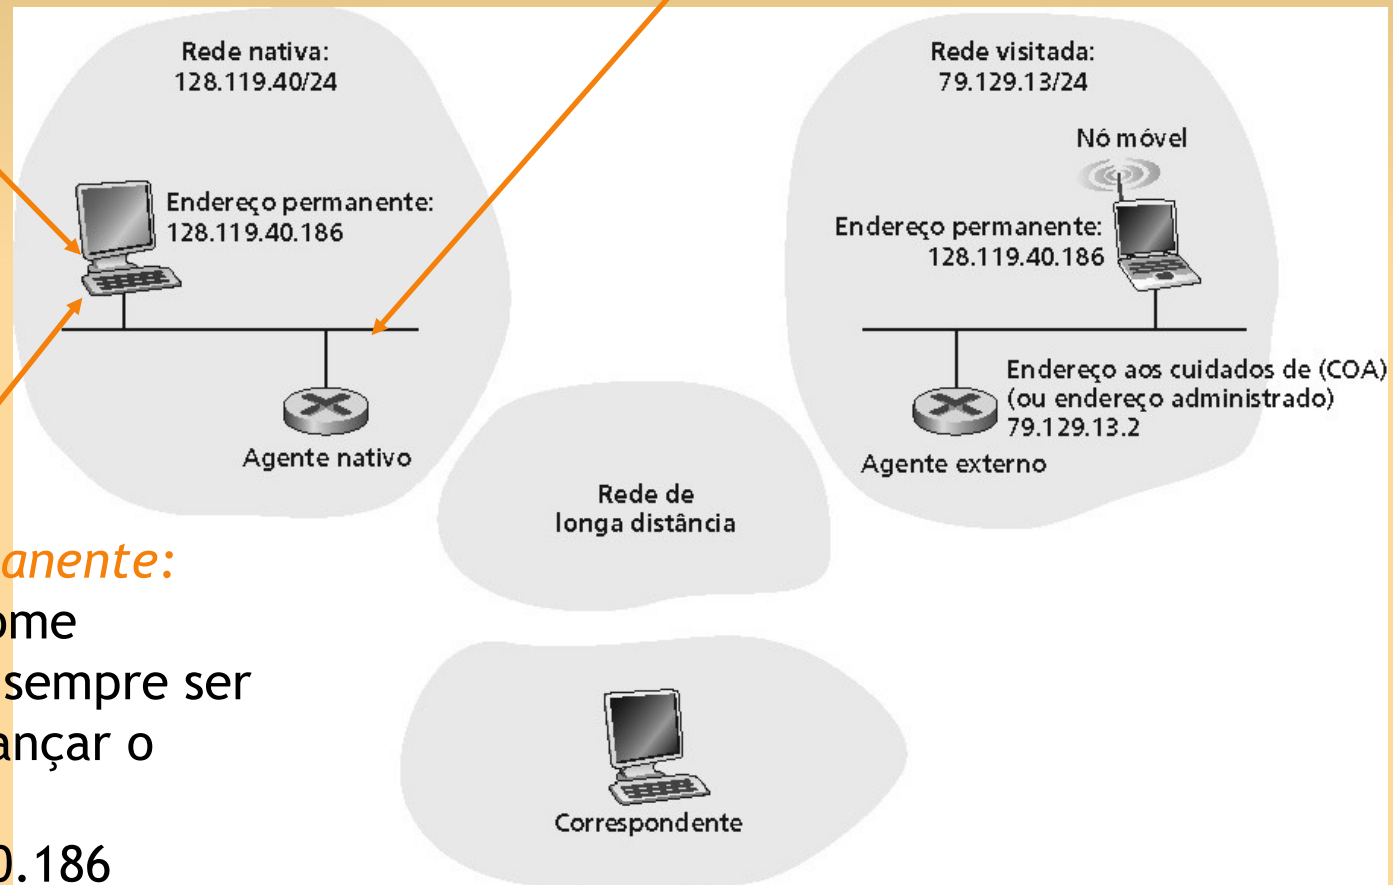 Rede nativa:
128.119.40/24
Rede visitada:
79.129.13/24
Nó móvel
Endereço permanente:
128.119.40.186
Endereço permanente:
128.119.40.186
Endereço aos cuidados de (COA)
(ou endereço administrado)
79.129.13.2
Agente nativo
Agente externo
Rede de
longa distância
anente:
ome
sempre ser
ançar o
0.186
Correspondente